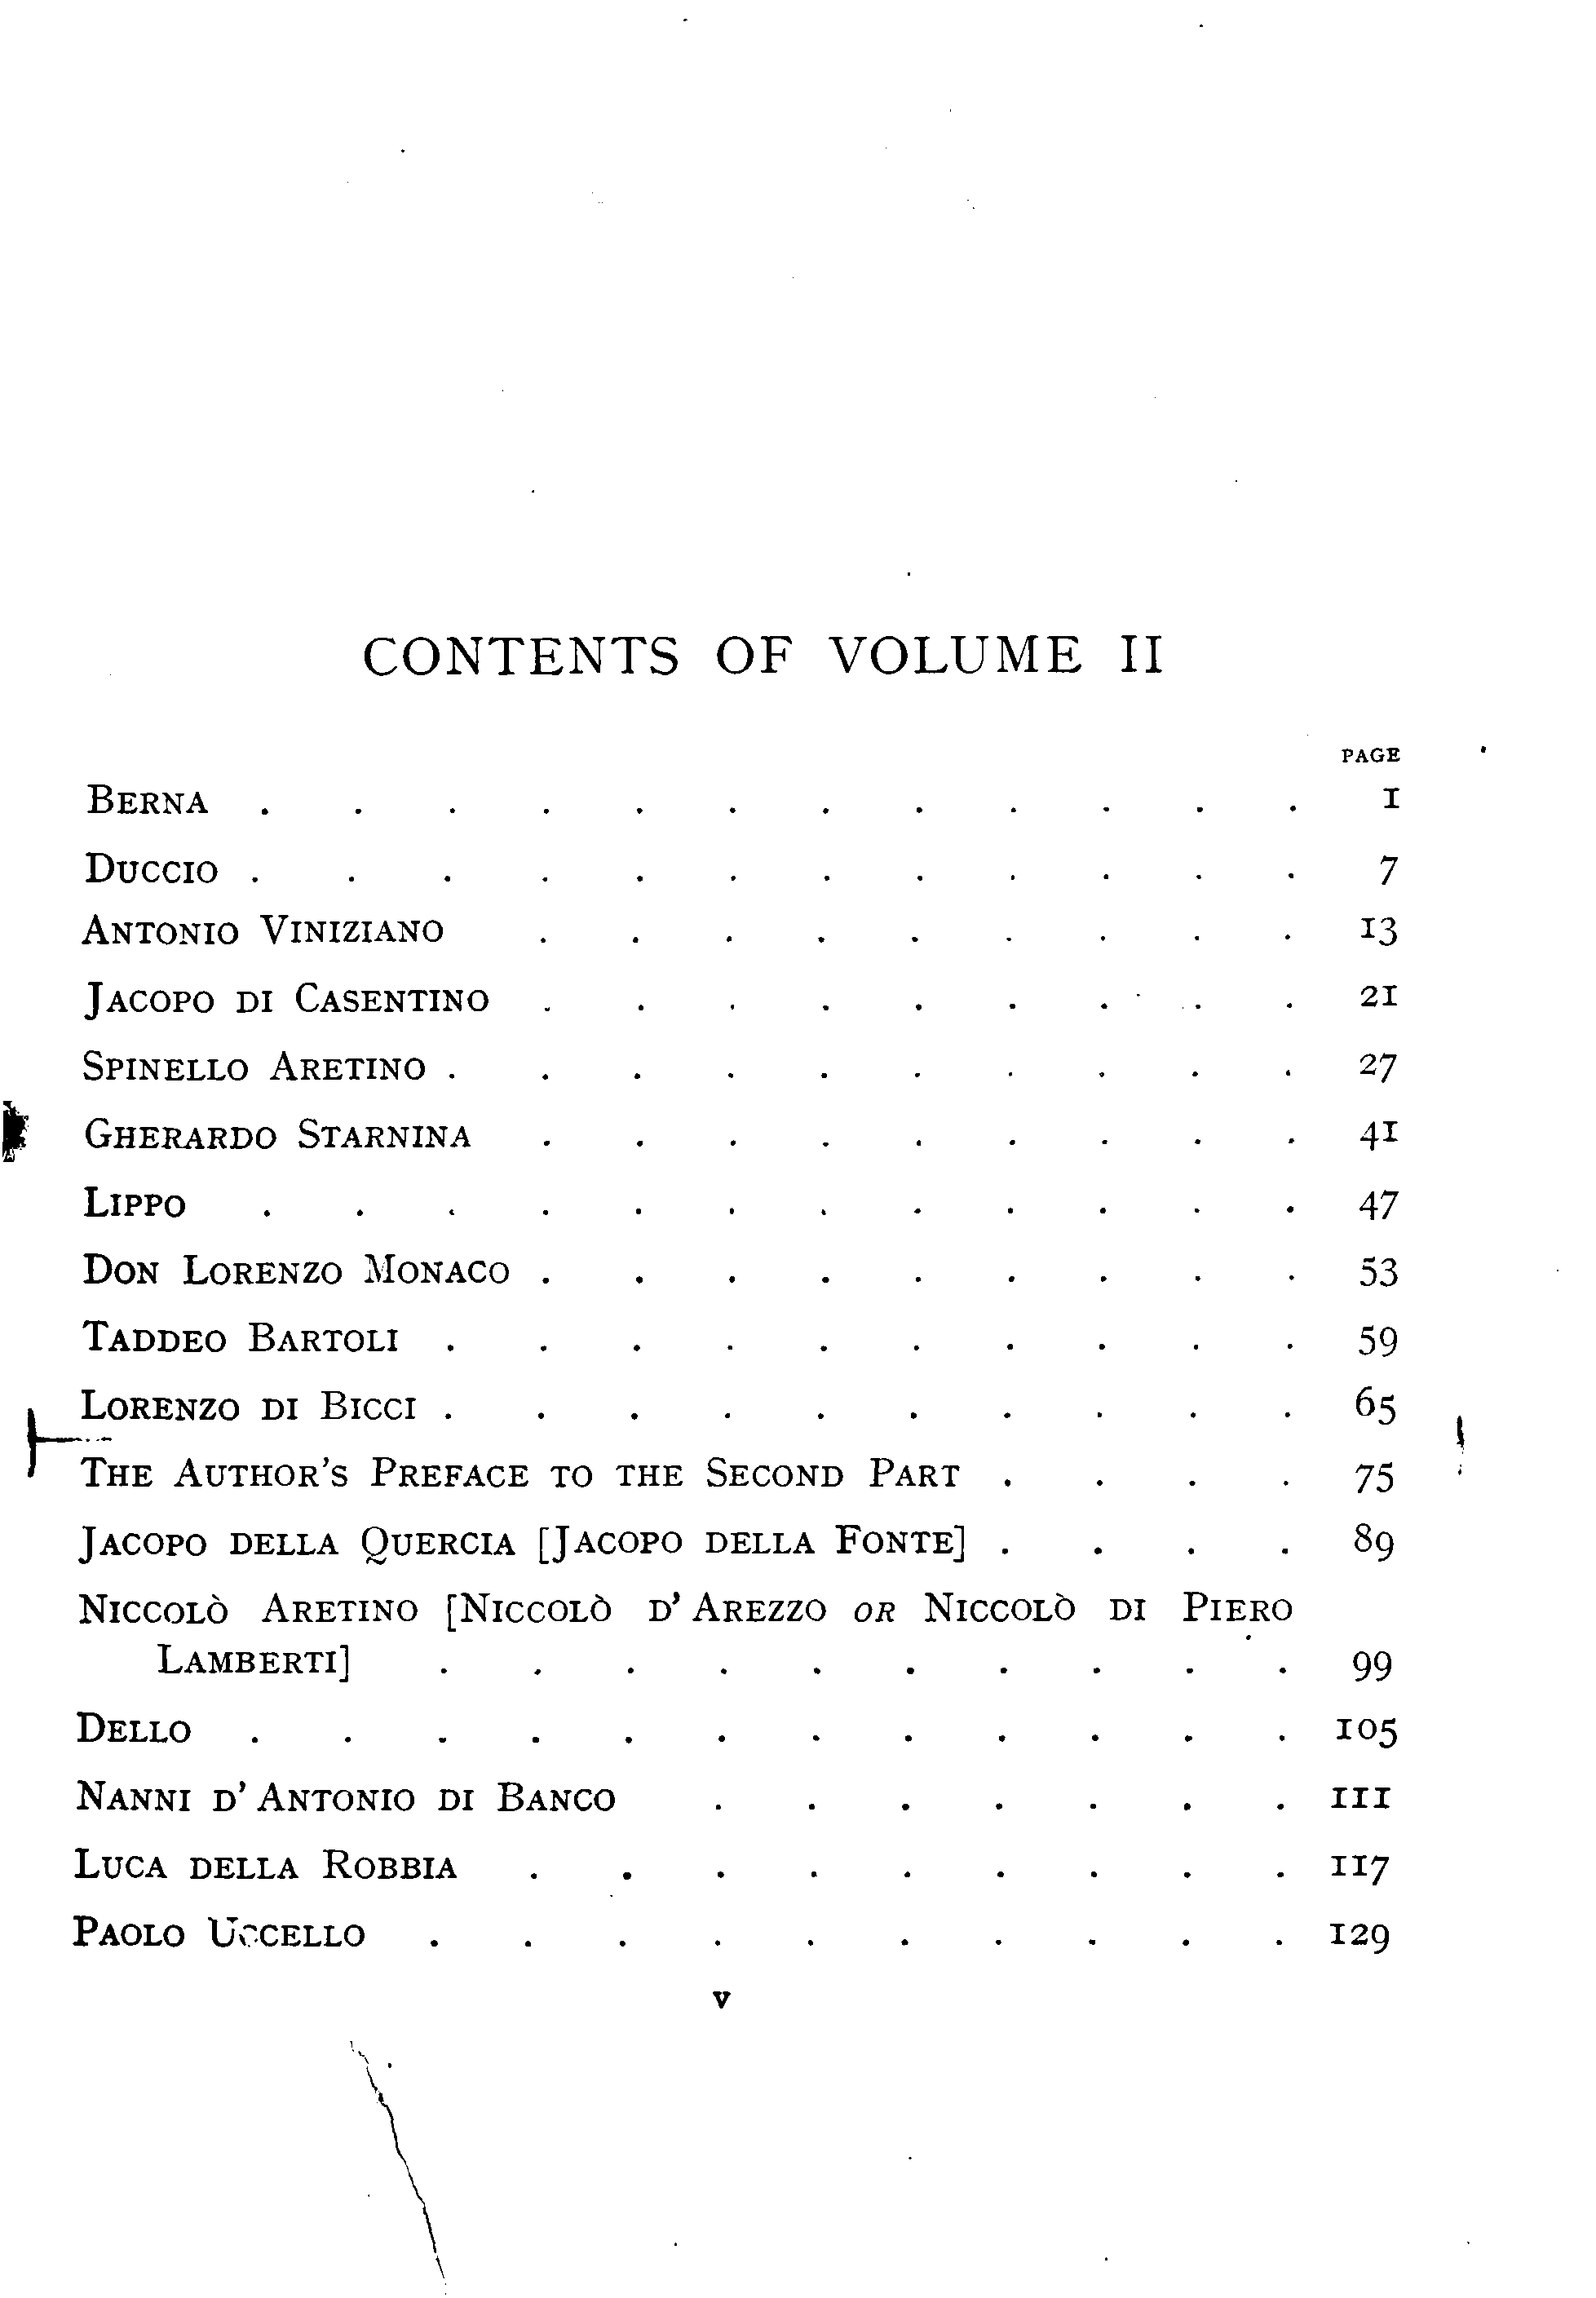 CONTENTS OF VOLUME II
PAGE
BERNA . . . . . . . . . . . . 1
DUCCIO . . . . . . . . . . . . 7
ANTONIO VINIZIANO . . . . . . . . . 13
JACOPO DI CASENTINO . . . . . . . . . 21
SPINELLO ARETINO . . . . . . . . . . 27
GHERARDO STARNINA . . . . . . . . . 41
LIPPO . . . . . . . . . . . . 47
DON LORENZO MONACO . . . . . . . . . 53
TADDEO BARTOLI . . . . . . . . . . 59
LORENZO DI BICCI . . . . . . . . . . 65
THE AUTHOR'S PREFACE TO THE SECOND PART . . . . 75
JACOPO DELLA QUERCIA [JACOPO DELLA FONTE] . . . . 89
NICCOLÒ ARETINO [NICCOLÒ D' AREZZO OR NICCOLÒ DI PIERO
LAMBERTI] . . . . . . . . . . 99
DELLO . . . . . . . . . . . . 105
NANNI D' ANTONIO DI BANCO . . . . . . . 111
LUCA DELLA ROBBIA . . . . . . . . . 117
PAOLO UCCELLO . . . . . . . . . . 129
v